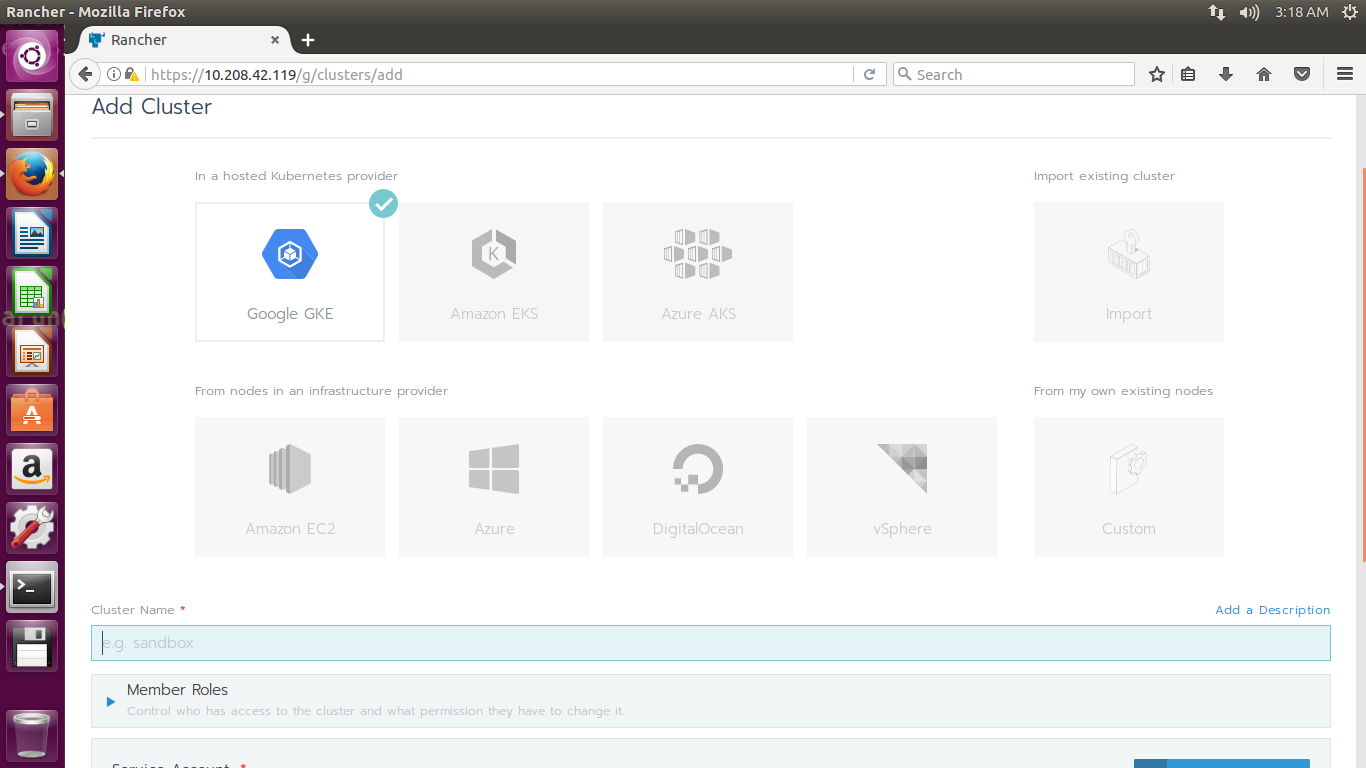 Rancher - Mozilla Firefox
3:18 AM
Rancher
https://10.208.42.119/g/clusters/add
Search
Add Cluster
In a hosted Kubernetes provider
Import existing cluster
K
Google GKE
Amazon EKS
Azure AKS
Import
From nodes in an infrastructure provider
From my own existing nodes
Amazon EC2
Azure
DigitalOcean
vSphere
Custom
Cluster Name *
Add a Description
e.g. sandbox
Member Roles
Control who has access to the cluster and what permission they have to change it.
Service Account *